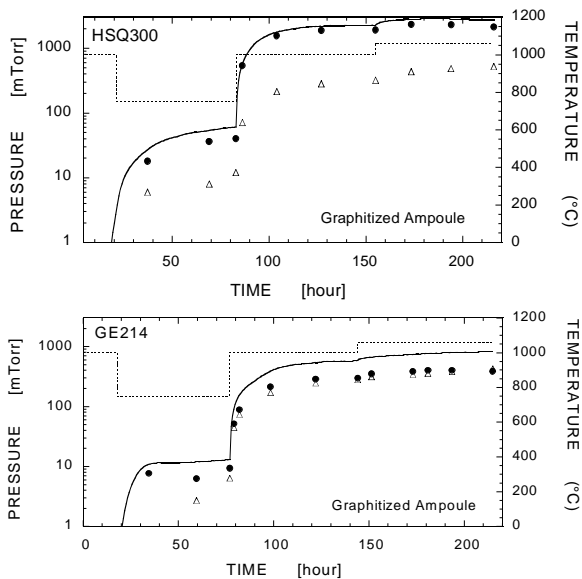 HSQ300
PRESSURE [mTorr]
1000
100
10
1
1200
1000
800
600
400
200
0
TEMPERATURE (°C)
Graphitized Ampoule
50 100 150 200
TIME [hour]
GE214
PRESSURE [mTorr]
1000
100
10
1
1200
1000
800
600
400
200
0
TEMPERATURE (°C)
Graphitized Ampoule
0 50 100 150 200
TIME [hour]